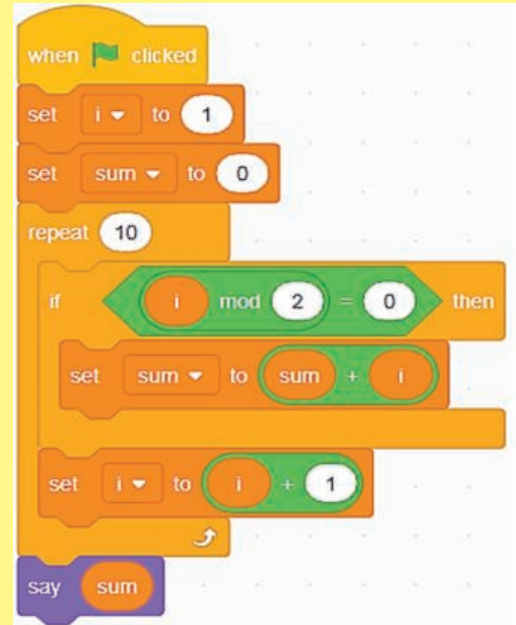 when clicked
set i to 1
set sum to 0
repeat 10
if i mod 2 = 0 then
set sum to sum + i
set i to i + 1
say sum